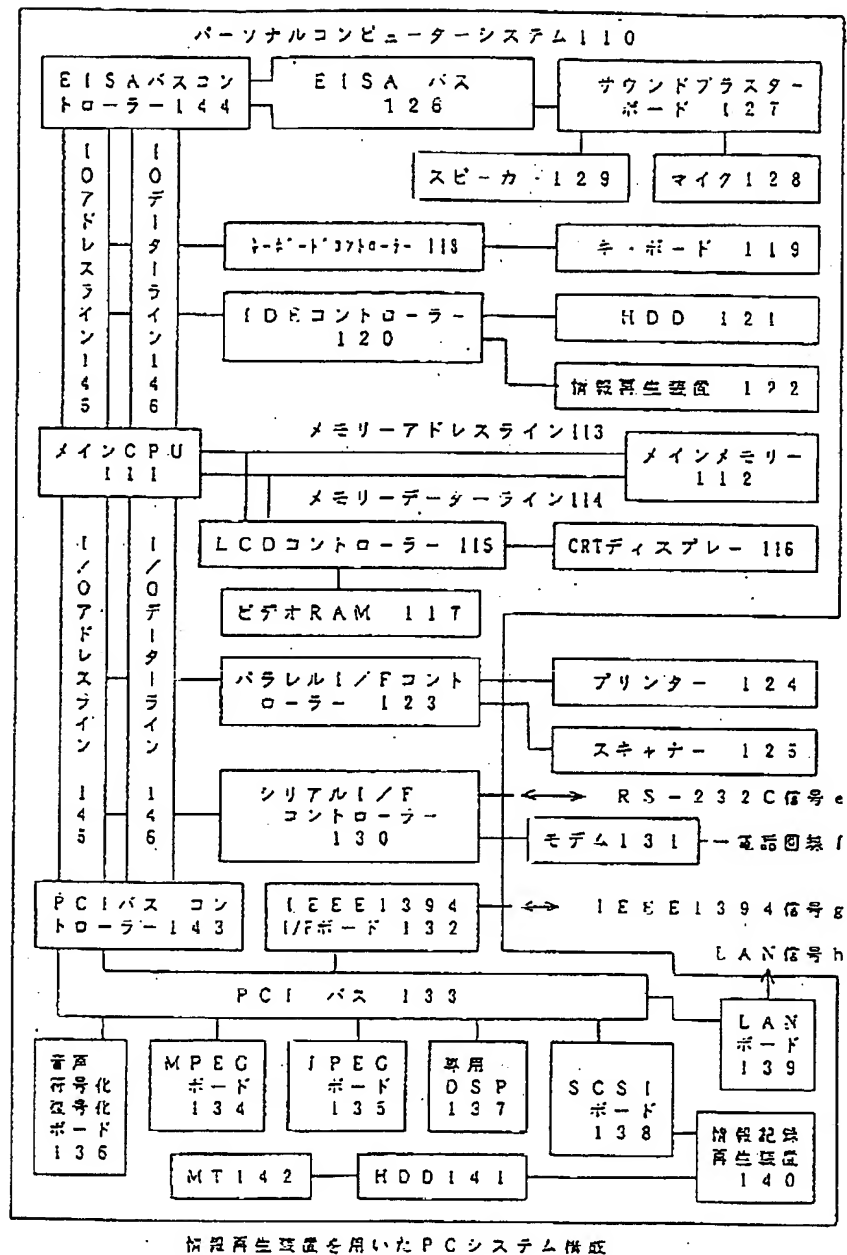 パーソナルコンピューターシステム110
EISAバスコン
トローラー144
EISA バス
126
サウンドブラスター
ボード 127
スピーカ-129
マイク128
IOアドレスライン145
IOデーターライン146
キーボードコントローラー 118
キーボード 119
IDEコントローラー
120
HDD 121
情報再生装置 122
メインCPU
111
メモリーアドレスライン113
メインメモリー
112
メモリーデーターライン114
LCDコントローラー 115
CRTディスプレー 116
ビデオRAM 117
I/Oアドレスライン 145
I/Oデーターライン 146
パラレルI/Fコント
ローラー 123
プリンター 124
スキャナー 125
シリアルI/F
コントローラー
130
RS-232C信号e
モデム131
電話回線f
PCIバス コン
トローラー143
IEEE1394
I/Fボード 132
IEEE1394信号g
LAN信号h
PCI バス 133
LAN
ボード
139
音声
符号化
復号化
ボード
136
MPEG
ボード
134
JPEG
ボード
135
専用
DSP
137
SCSI
ボード
138
情報記録
再生装置
140
MT142
HDD141
情報再生装置を用いたPCシステム構成